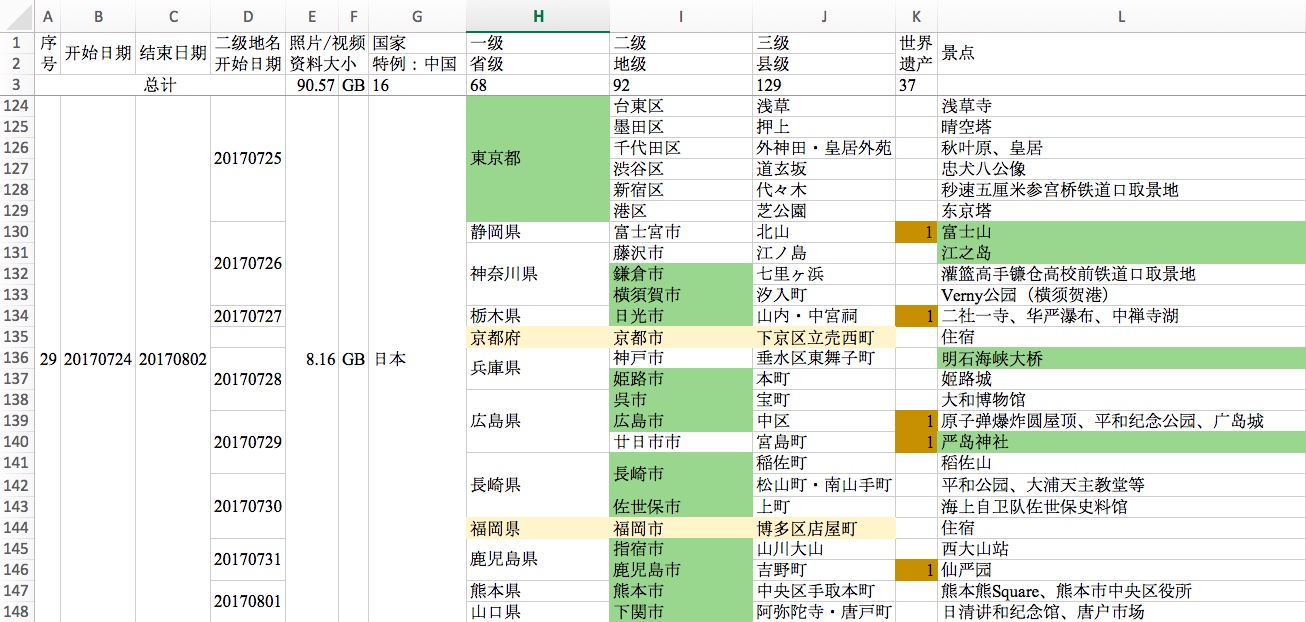 A B C D E F G H I J K L
1 序 开始日期 结束日期 二级地名 照片/视频 国家 一级 二级 三级 世界 景点
2 号 开始日期 资料大小 特例：中国 省级 地级 县级 遗产
3 总计 90.57 GB 16 68 92 129 37
124 台東区 浅草 浅草寺
125 墨田区 押上 晴空塔
126 千代田区 外神田・皇居外苑 秋叶原、皇居
127 20170725 東京都 渋谷区 道玄坂 忠犬八公像
128 新宿区 代々木 秒速五厘米参宫桥铁道口取景地
129 港区 芝公園 东京塔
130 静岡県 富士宮市 北山 1 富士山
131 藤沢市 江ノ島 江之岛
132 20170726 神奈川県 鎌倉市 七里ヶ浜 灌篮高手镰仓高校前铁道口取景地
133 横須賀市 汐入町 Verny公园（横须贺港）
134 20170727 栃木県 日光市 山内・中宮祠 1 二社一寺、华严瀑布、中禅寺湖
135 京都府 京都市 下京区立売西町 住宿
136 29 20170724 20170802 8.16 GB 日本 兵庫県 神戸市 垂水区東舞子町 明石海峡大桥
137 20170728 姫路市 本町 姬路城
138 呉市 宝町 大和博物馆
139 広島県 広島市 中区 1 原子弹爆炸圆屋顶、平和纪念公园、广岛城
140 20170729 廿日市市 宮島町 1 严岛神社
141 長崎市 稲佐町 稻佐山
142 長崎県 松山町・南山手町 平和公园、大浦天主教堂等
143 20170730 佐世保市 上町 海上自卫队佐世保史料馆
144 福岡県 福岡市 博多区店屋町 住宿
145 20170731 鹿児島県 指宿市 山川大山 西大山站
146 鹿児島市 吉野町 1 仙严园
147 20170801 熊本県 熊本市 中央区手取本町 熊本熊Square、熊本市中央区役所
148 山口県 下関市 阿弥陀寺・唐戸町 日清讲和纪念馆、唐户市场